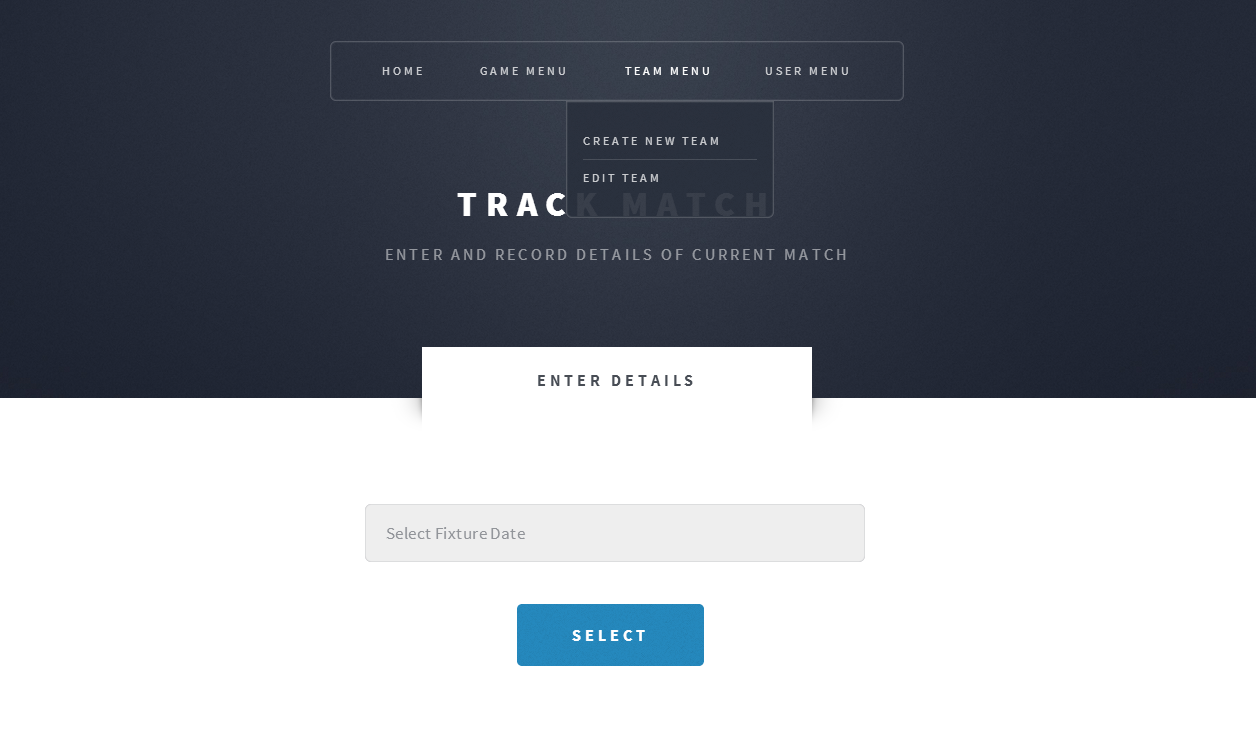 HOME GAME MENU TEAM MENU USER MENU
CREATE NEW TEAM
EDIT TEAM
TRACK MATCH
ENTER AND RECORD DETAILS OF CURRENT MATCH
ENTER DETAILS
Select Fixture Date
SELECT